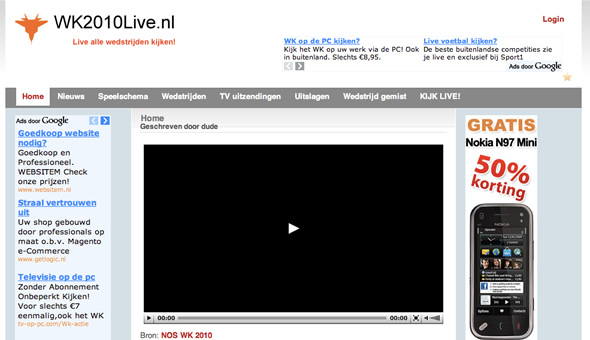 WK2010Live.nl
Live alle wedstrijden kijken!
Login
WK op de PC kijken?
Kijk het WK op uw werk via de PC! Ook
in buitenland. Slechts €8,95.
Live voetbal kijken?
De beste buitenlandse competities zie
je live en exclusief bij Sport1
Ads door Google
Home Nieuws Speelschema Wedstrijden TV uitzendingen Uitslagen Wedstrijd gemist KIJK LIVE!
Ads door Google
Goedkoop website
nodig?
Goedkoop en
Professioneel.
WEBSITEM Check
onze prijzen!
www.websitem.nl
Straal vertrouwen
uit
Uw shop gebouwd
door professionals op
maat o.b.v. Magento
e-Commerce
www.getlogic.nl
Televisie op de pc
Zonder Abonnement
Onbeperkt Kijken!
Voor slechts €7
eenmalig,ook het WK
tv-op-pc.com/Wk-actie
Home
Geschreven door dude
00:00 00:00
Bron: NOS WK 2010
GRATIS
Nokia N97 Mini
50%
korting
NOKIA